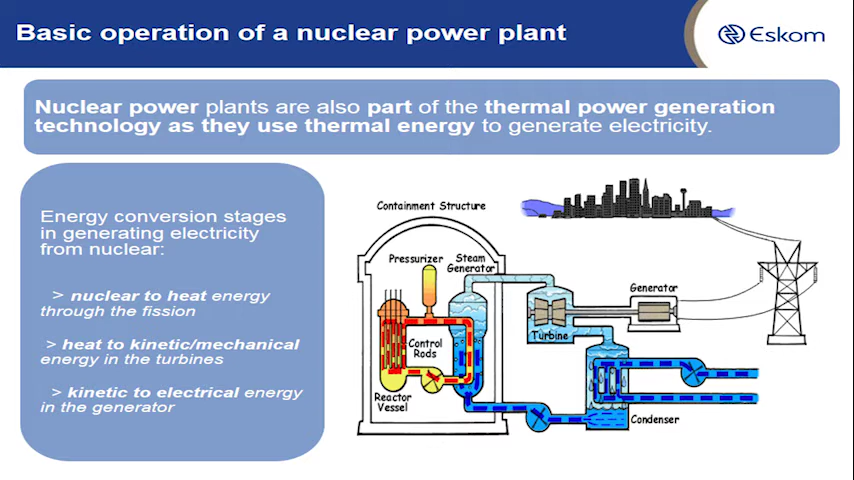 Basic operation of a nuclear power plant
Eskom
Nuclear power plants are also part of the thermal power generation
technology as they use thermal energy to generate electricity.
Energy conversion stages
in generating electricity
from nuclear:
> nuclear to heat energy
through the fission
> heat to kinetic/mechanical
energy in the turbines
> kinetic to electrical energy
in the generator
Containment Structure
Pressurizer
Steam
Generator
Control
Rods
Reactor
Vessel
Turbine
Generator
Condenser